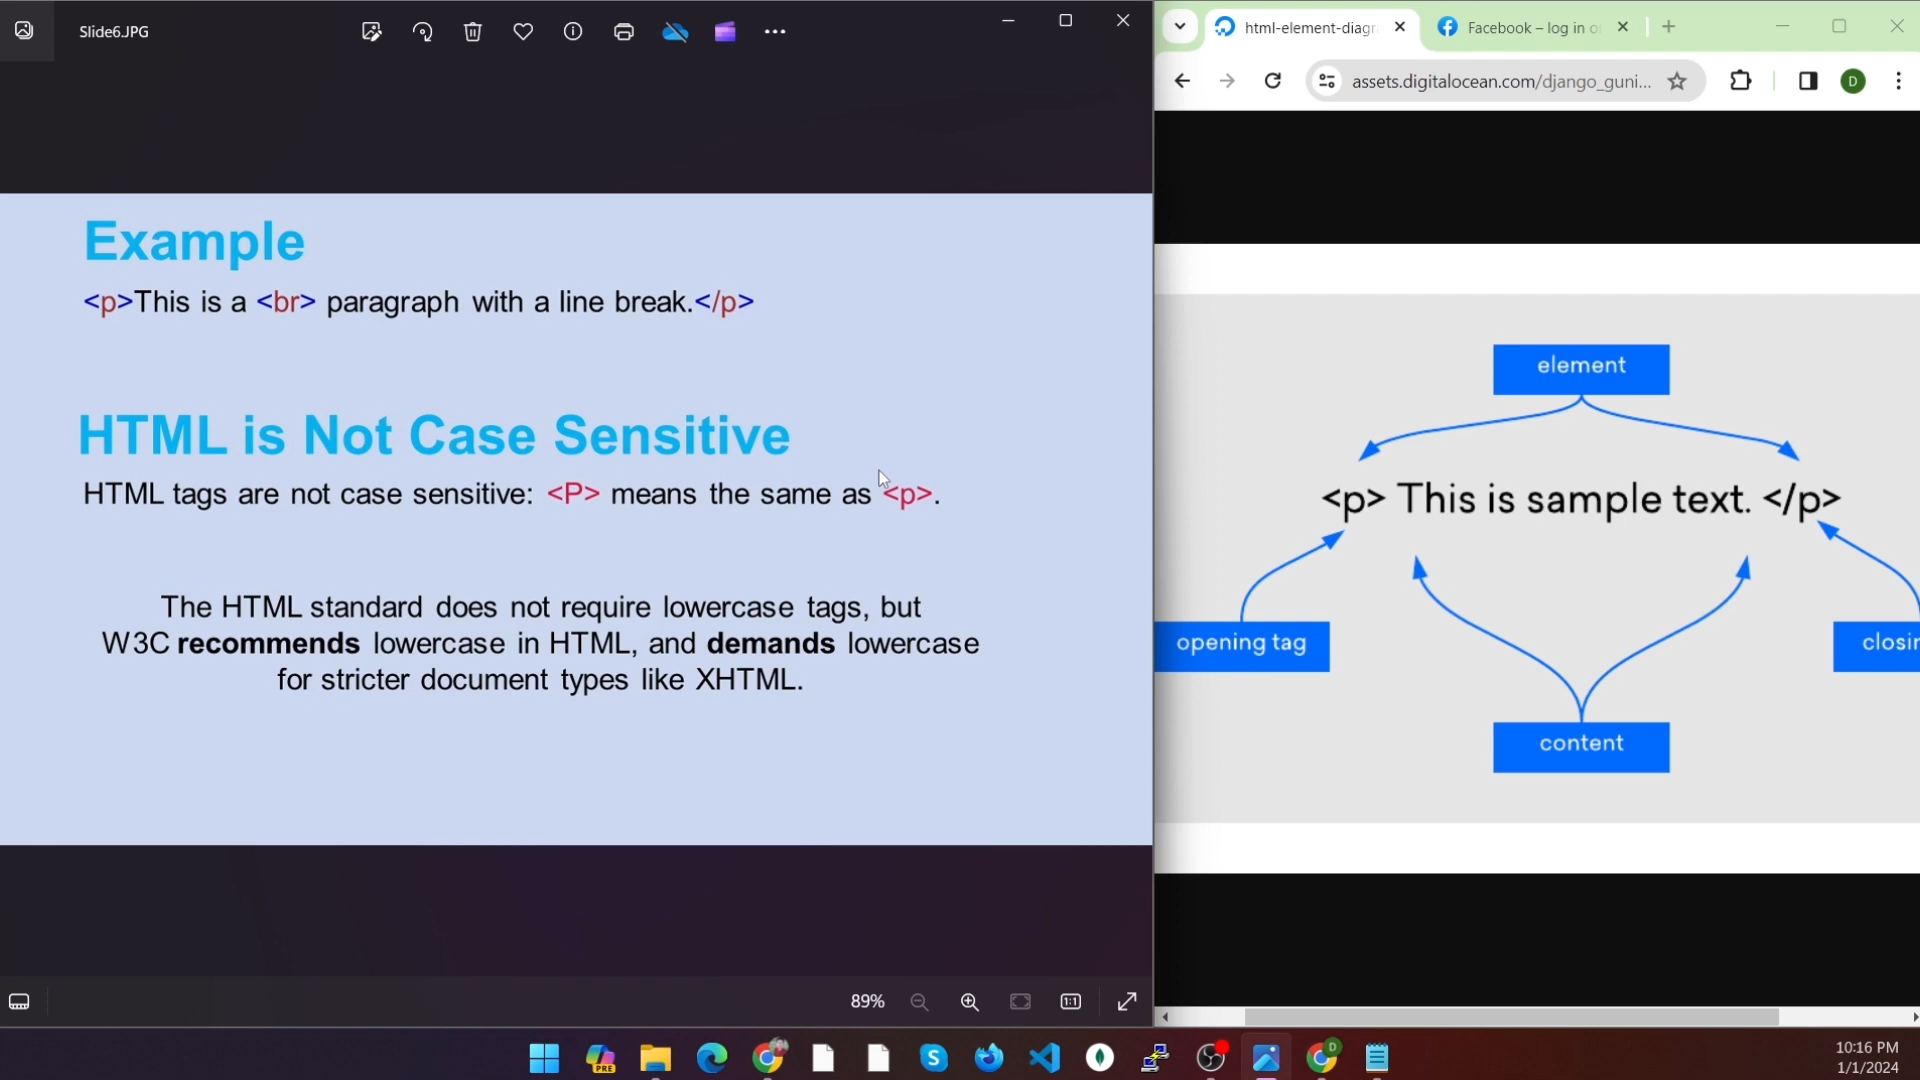 Slide6.JPG
Example
<p>This is a <br> paragraph with a line break.</p>
HTML is Not Case Sensitive
HTML tags are not case sensitive: <P> means the same as <p>.
The HTML standard does not require lowercase tags, but
W3C recommends lowercase in HTML, and demands lowercase
for stricter document types like XHTML.
89%
1:1
html-element-diagr
Facebook – log in o
assets.digitalocean.com/django_guni...
D
element
<p> This is sample text. </p>
opening tag
closin
content
PRE
S
D
10:16 PM
1/1/2024